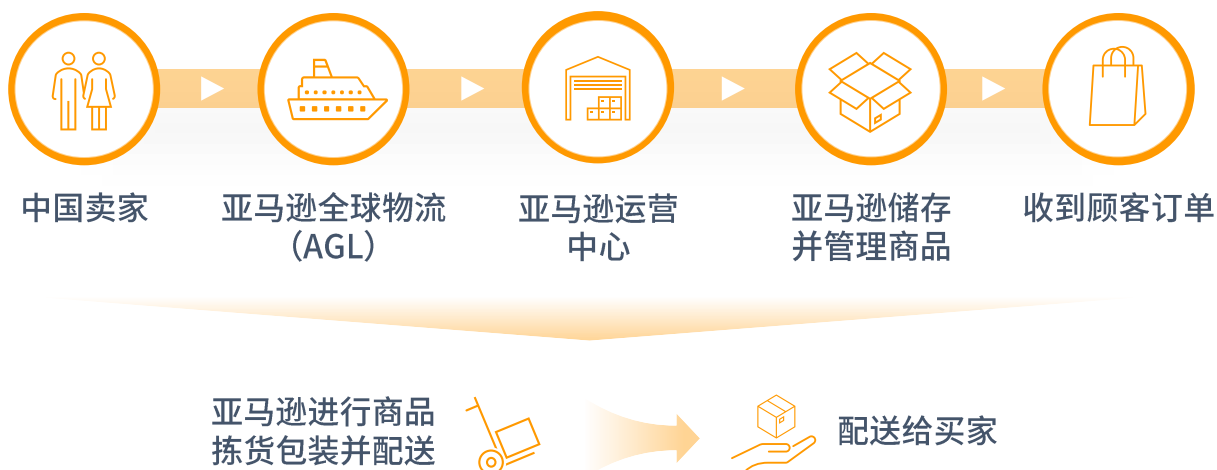 中国卖家
亚马逊全球物流
（AGL）
亚马逊运营
中心
亚马逊储存
并管理商品
收到顾客订单
亚马逊进行商品
拣货包装并配送
配送给买家